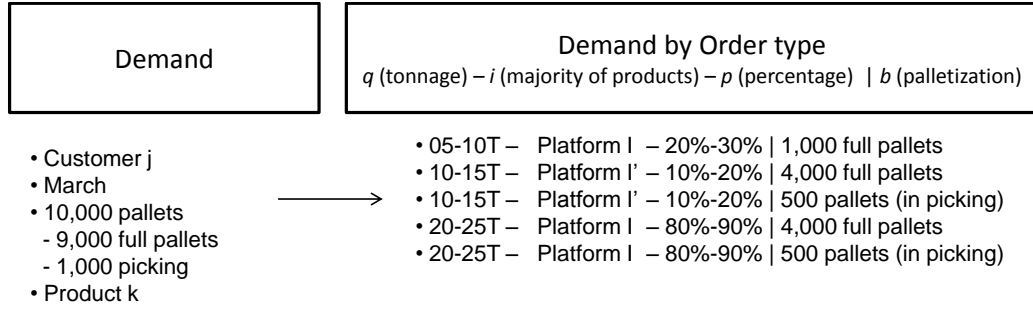 Demand
Demand by Order type
q (tonnage) – i (majority of products) – p (percentage) | b (palletization)
• Customer j
• March
• 10,000 pallets
- 9,000 full pallets
- 1,000 picking
• Product k
• 05-10T – Platform I – 20%-30% | 1,000 full pallets
• 10-15T – Platform I’ – 10%-20% | 4,000 full pallets
• 10-15T – Platform I’ – 10%-20% | 500 pallets (in picking)
• 20-25T – Platform I – 80%-90% | 4,000 full pallets
• 20-25T – Platform I – 80%-90% | 500 pallets (in picking)